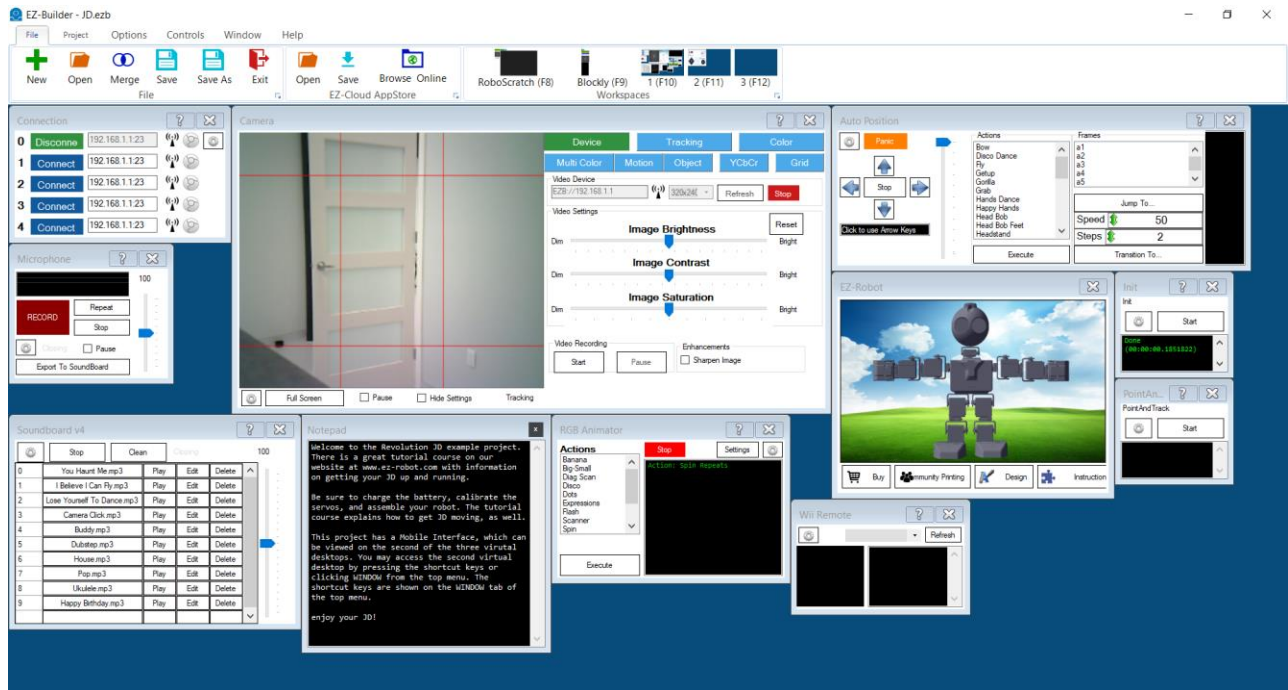 EZ-Builder - JD.ezb
File Project Options Controls Window Help
New Open Merge Save Save As Exit Open Save Browse Online RoboScratch (F8) Blockly (F9) 1 (F10) 2 (F11) 3 (F12)
File EZ-Cloud AppStore Workspaces
Connection
0 Disconne 192.168.1.1:23
1 Connect 192.168.1.1:23
2 Connect 192.168.1.1:23
3 Connect 192.168.1.1:23
4 Connect 192.168.1.1:23
Microphone
100
RECORD
Repeat
Stop
Pause
Export To SoundBoard
Camera
Device Tracking Color
Multi Color Motion Object YCbCr Grid
Video Device
EZB://192.168.1.1 Refresh Stop
Video Settings
Reset
Image Brightness
Dim Bright
Image Contrast
Dim Bright
Image Saturation
Dim Bright
Video Recording
Start Pause
Enhancements
Sharpen Image
Full Screen Pause Hide Settings Tracking
Auto Position
Panic
Stop
Click to use Arrow Keys
Actions
Bow
Disco Dance
Fly
Getup
Gorilla
Grab
Hands Dance
Happy Hands
Head Bob
Head Bob Feet
Headstand
Execute
Frames
a1
a2
a3
a4
a5
Jump To...
Speed 50
Steps 2
Transition To...
EZ-Robot
Buy Community Printing Design Instruction
Init
Init
Start
Done
(00:00:00.1851822)
PointAn...
PointAndTrack
Start
Soundboard v4
Stop Clean 100
0 You Haunt Me.mp3 Play Edit Delete
1 I Believe I Can Fly.mp3 Play Edit Delete
2 Lose Yourself To Dance.mp3 Play Edit Delete
3 Camera Click.mp3 Play Edit Delete
4 Buddy.mp3 Play Edit Delete
5 Dubstep.mp3 Play Edit Delete
6 House.mp3 Play Edit Delete
7 Pop.mp3 Play Edit Delete
8 Ukulele.mp3 Play Edit Delete
9 Happy Birthday.mp3 Play Edit Delete
Notepad
Welcome to the Revolution JD example project.
There is a great tutorial course on our
website at www.ez-robot.com with information
on getting your JD up and running.
Be sure to charge the battery, calibrate the
servos, and assemble your robot. The tutorial
course explains how to get JD moving, as well.
This project has a Mobile Interface, which can
be viewed on the second of the three virutal
desktops. You may access the second virtual
desktop by pressing the shortcut keys or
clicking WINDOW from the top menu. The
shortcut keys are shown on the WINDOW tab of
the top menu.
enjoy your JD!
RGB Animator
Actions
Banana
Big-Small
Diag Scan
Disco
Dots
Expressions
Flash
Scanner
Spin
Execute
Stop Settings
Action: Spin Repeats
Wii Remote
Refresh